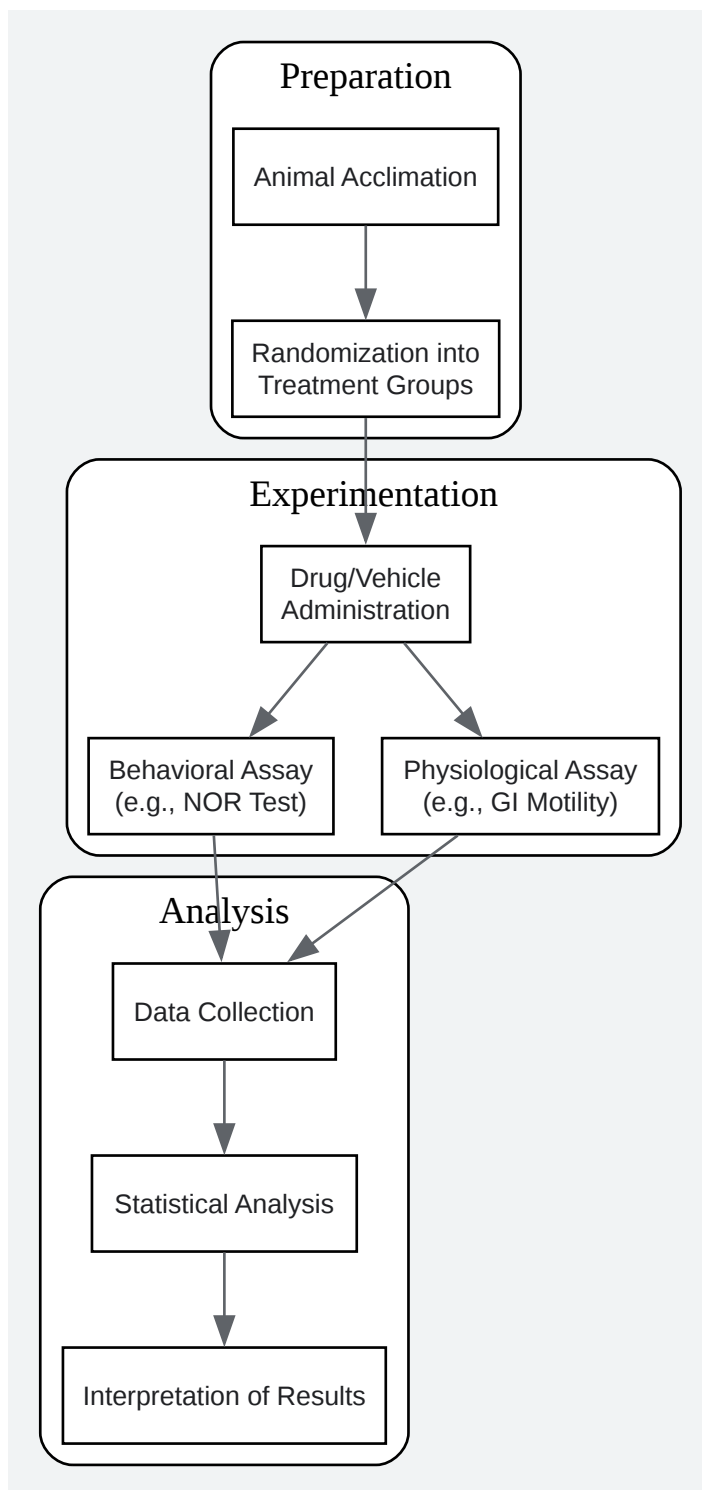 Preparation
Animal Acclimation
Randomization into
Treatment Groups
Experimentation
Drug/Vehicle
Administration
Behavioral Assay
(e.g., NOR Test)
Physiological Assay
(e.g., GI Motility)
Analysis
Data Collection
Statistical Analysis
Interpretation of Results